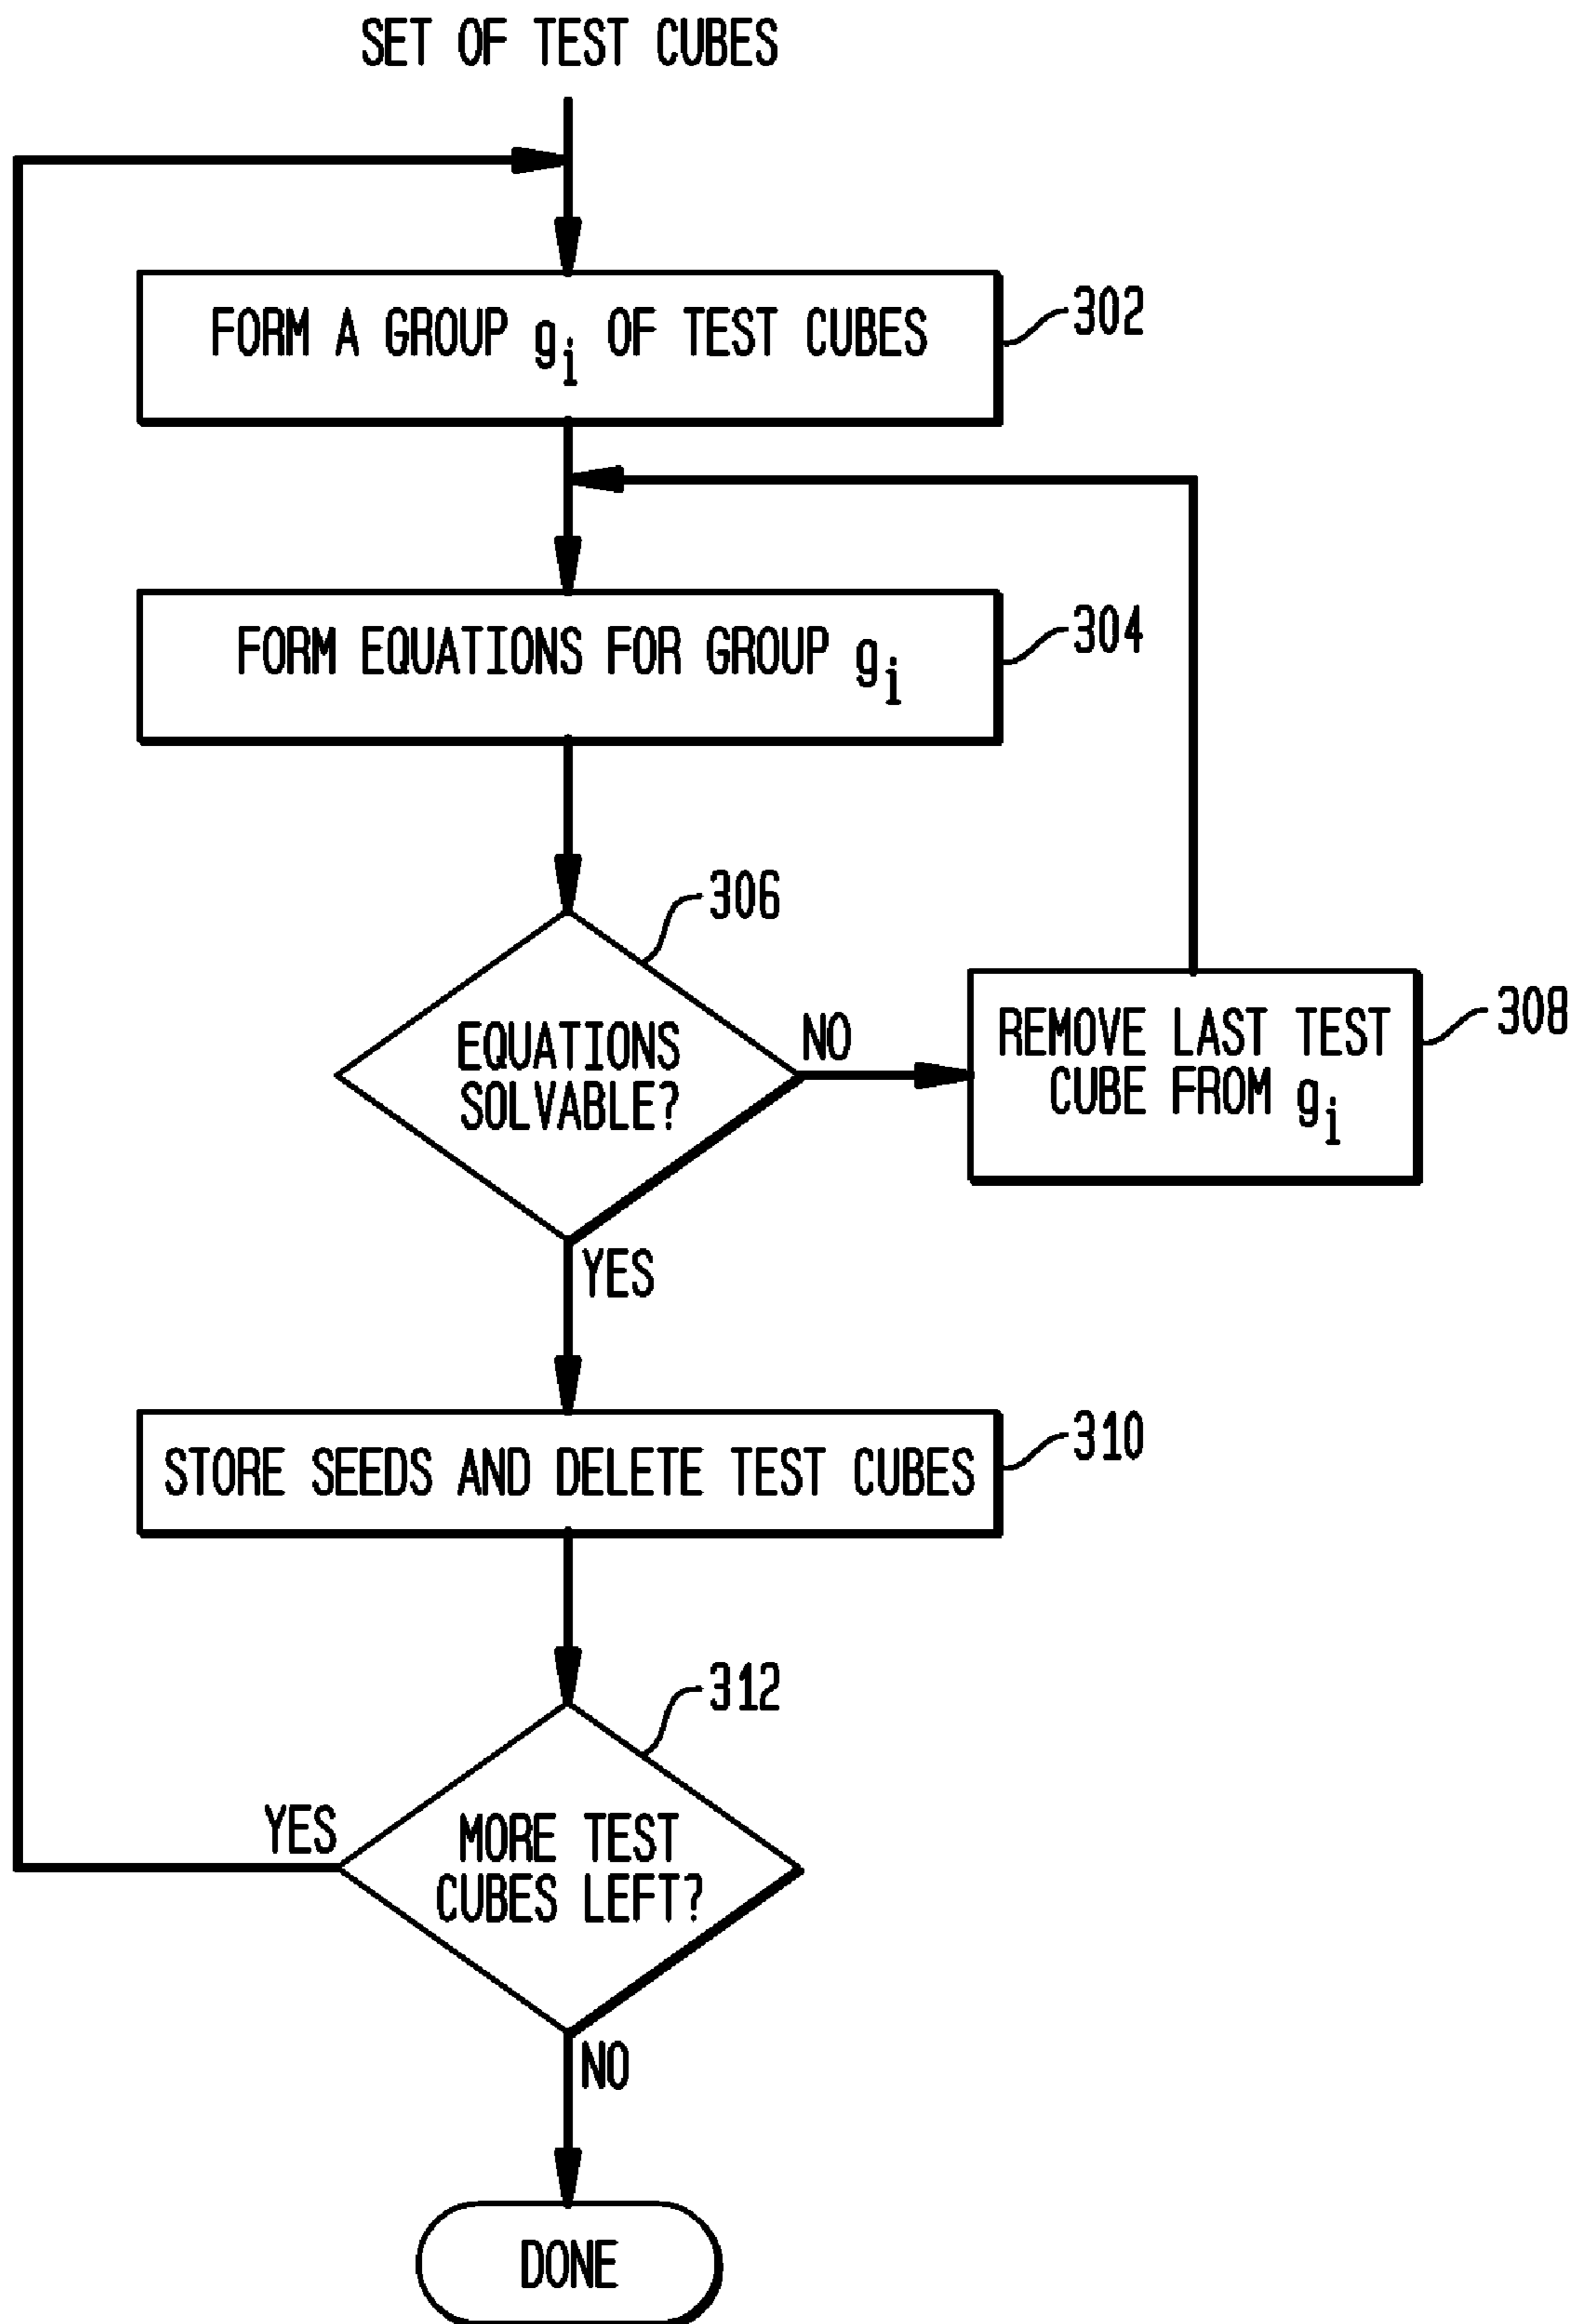 SET OF TEST CUBES
FORM A GROUP gi OF TEST CUBES
302
FORM EQUATIONS FOR GROUP gi
304
306
EQUATIONS
SOLVABLE?
NO
REMOVE LAST TEST
CUBE FROM gi
308
YES
STORE SEEDS AND DELETE TEST CUBES
310
312
YES
MORE TEST
CUBES LEFT?
NO
DONE